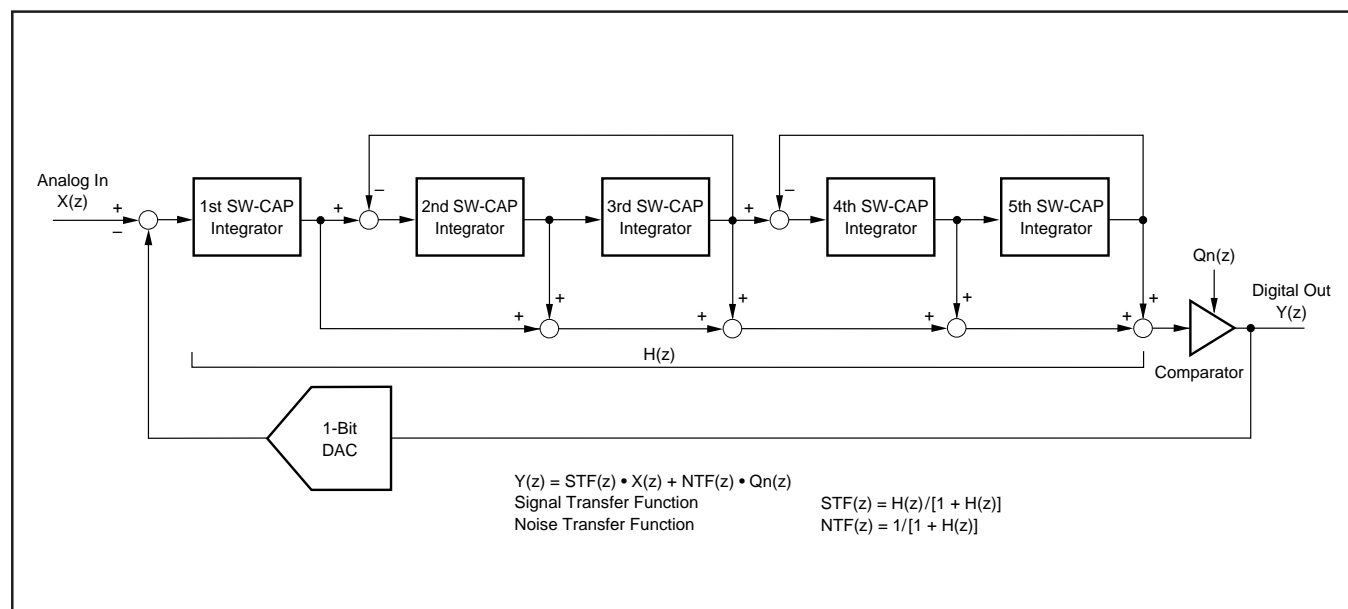 Analog In
X(z)
+
−
1st SW-CAP
Integrator
+
−
2nd SW-CAP
Integrator
3rd SW-CAP
Integrator
+
−
4th SW-CAP
Integrator
5th SW-CAP
Integrator
+
+
+
+
+
+
+
+
Qn(z)
Digital Out
Y(z)
H(z)
Comparator
1-Bit
DAC
Y(z) = STF(z) • X(z) + NTF(z) • Qn(z)
Signal Transfer Function STF(z) = H(z)/[1 + H(z)]
Noise Transfer Function NTF(z) = 1/[1 + H(z)]